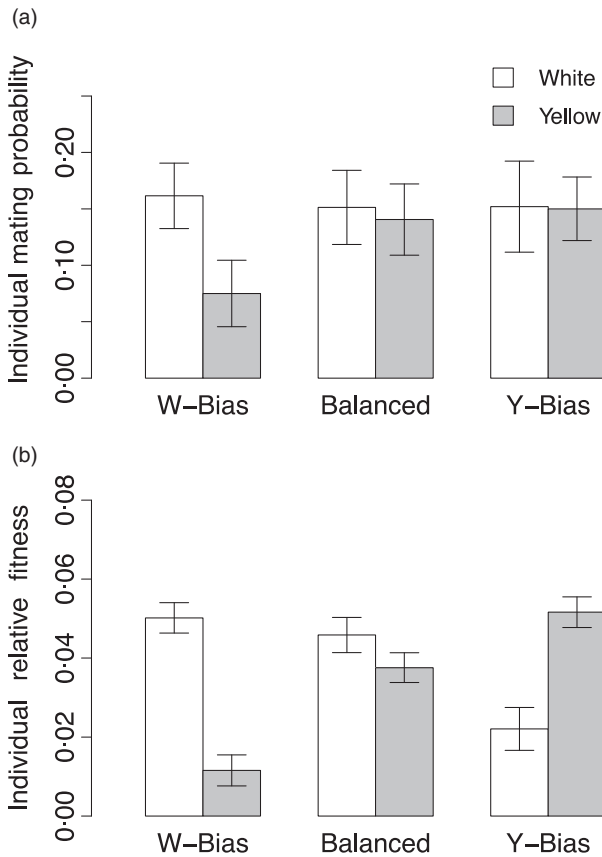 (a)
White
Yellow
Individual mating probability
0·20
0·10
0·00
W−Bias Balanced Y−Bias
(b)
Individual relative fitness
0·08
0·06
0·04
0·02
0·00
W−Bias Balanced Y−Bias